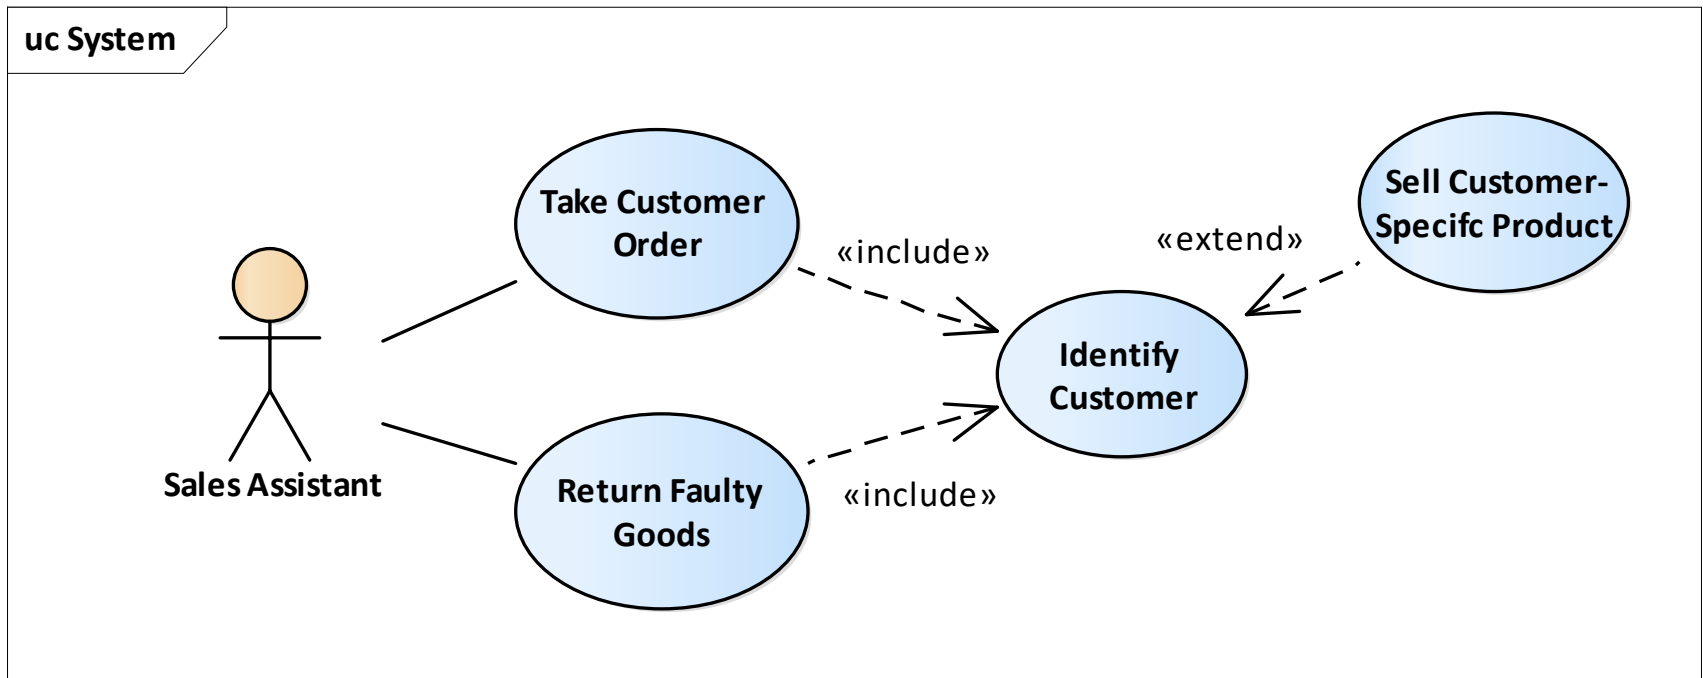 uc System
Take Customer
Order
«include»
«extend»
Sell Customer-
Specifc Product
Identify
Customer
Sales Assistant
Return Faulty
Goods
«include»